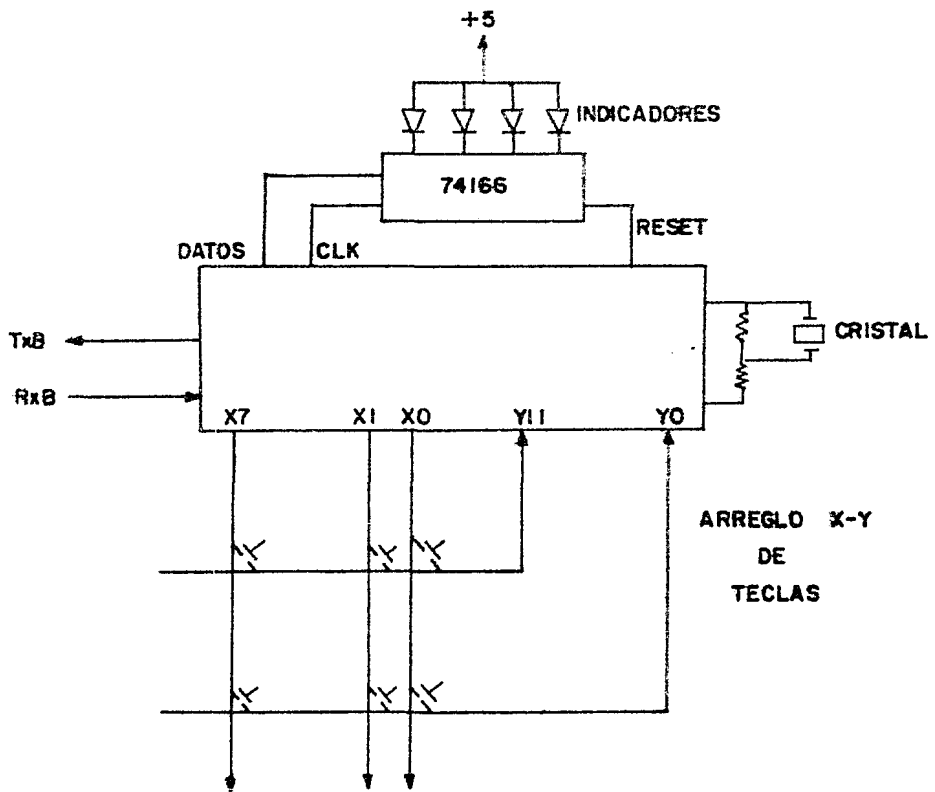 +5
INDICADORES
74166
RESET
DATOS
CLK
TxB
RxB
CRISTAL
X7
X1
X0
Y11
Y0
ARREGLO X-Y
DE
TECLAS